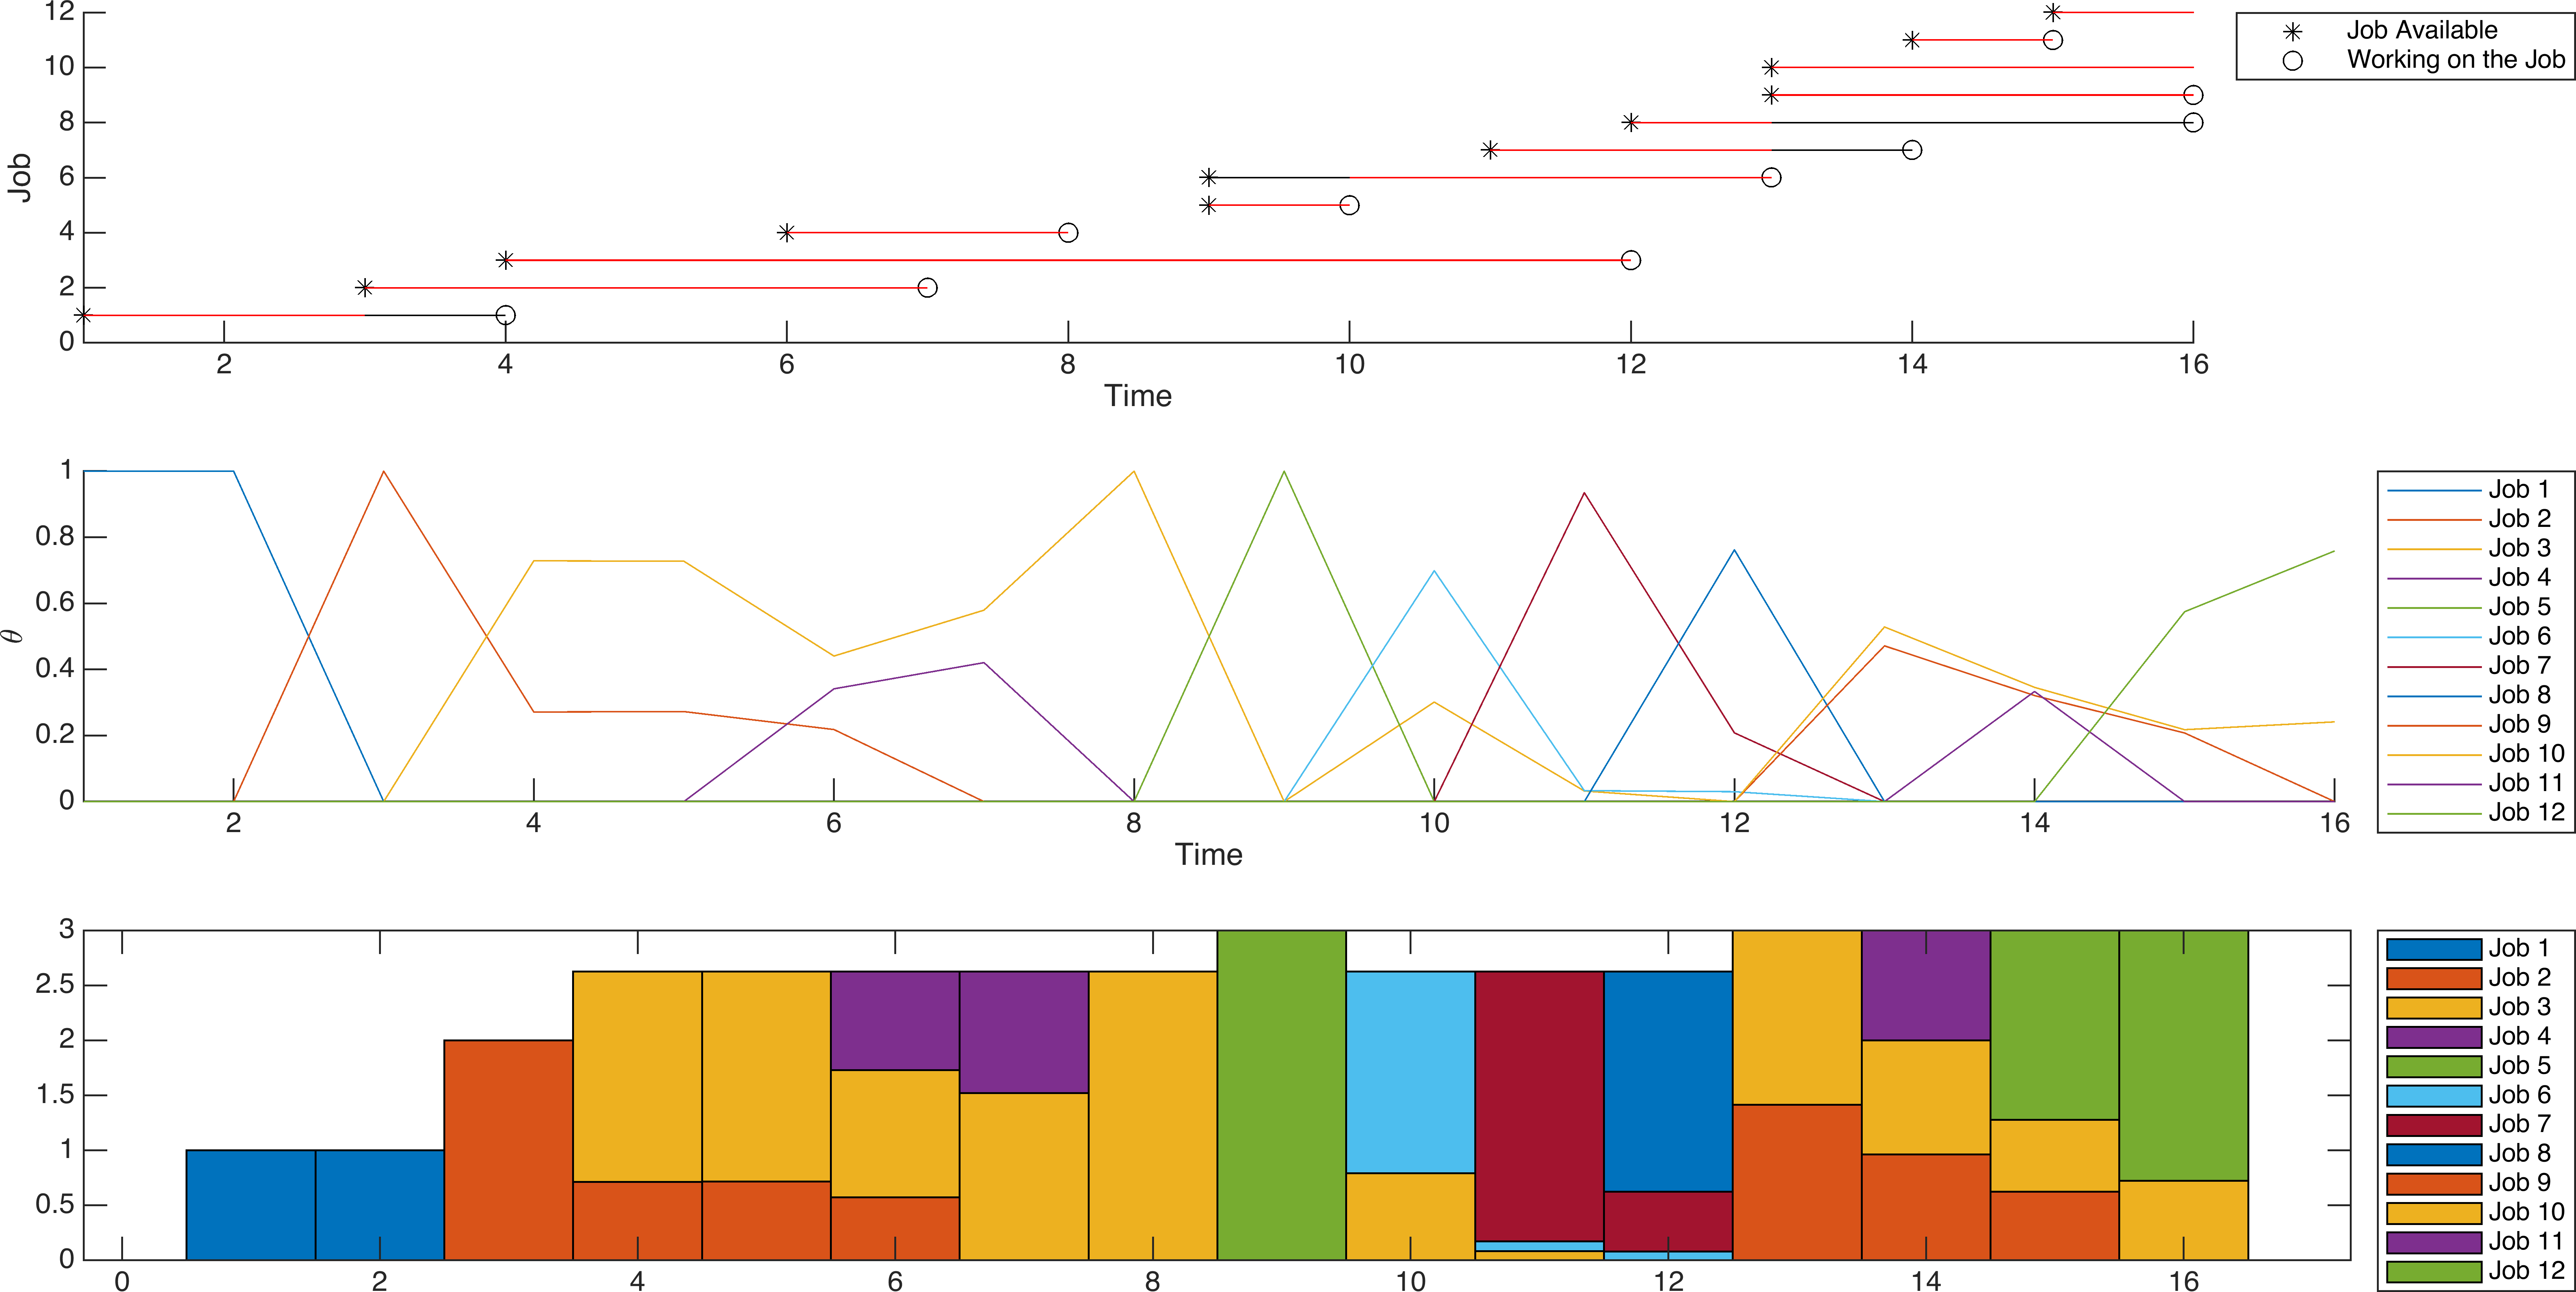 12
10
8
6
4
2
0
Job
2 4 6 8 10 12 14 16
Time
Job Available
Working on the Job
1
0.8
0.6
0.4
0.2
0
θ
2 4 6 8 10 12 14 16
Time
Job 1
Job 2
Job 3
Job 4
Job 5
Job 6
Job 7
Job 8
Job 9
Job 10
Job 11
Job 12
3
2.5
2
1.5
1
0.5
0
0 2 4 6 8 10 12 14 16
Job 1
Job 2
Job 3
Job 4
Job 5
Job 6
Job 7
Job 8
Job 9
Job 10
Job 11
Job 12